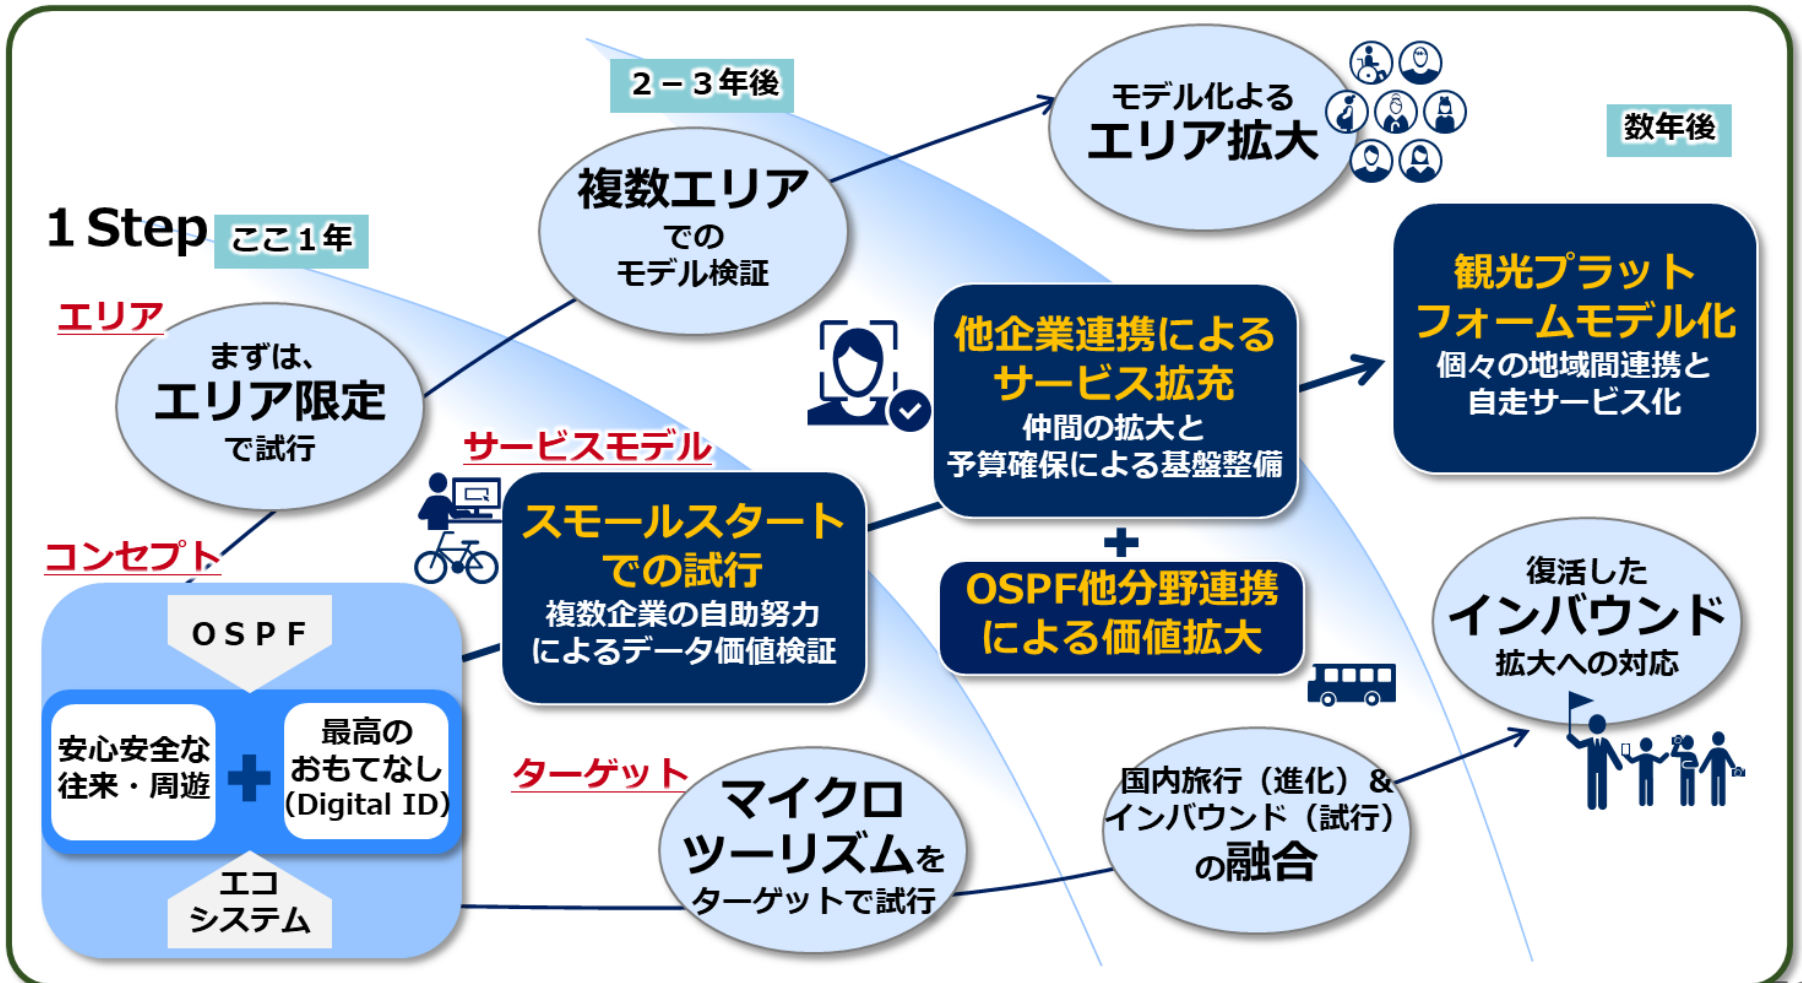 1 Step
ここ1年
2－3年後
数年後
エリア
まずは、
エリア限定
で試行
複数エリア
での
モデル検証
モデル化よる
エリア拡大
サービスモデル
スモールスタート
での試行
複数企業の自助努力
によるデータ価値検証
他企業連携による
サービス拡充
仲間の拡大と
予算確保による基盤整備
OSPF他分野連携
による価値拡大
観光プラット
フォームモデル化
個々の地域間連携と
自走サービス化
コンセプト
OSPF
安心安全な
往来・周遊
最高の
おもてなし
(Digital ID)
エコ
システム
ターゲット
マイクロ
ツーリズムを
ターゲットで試行
国内旅行（進化）&
インバウンド（試行）
の融合
復活した
インバウンド
拡大への対応